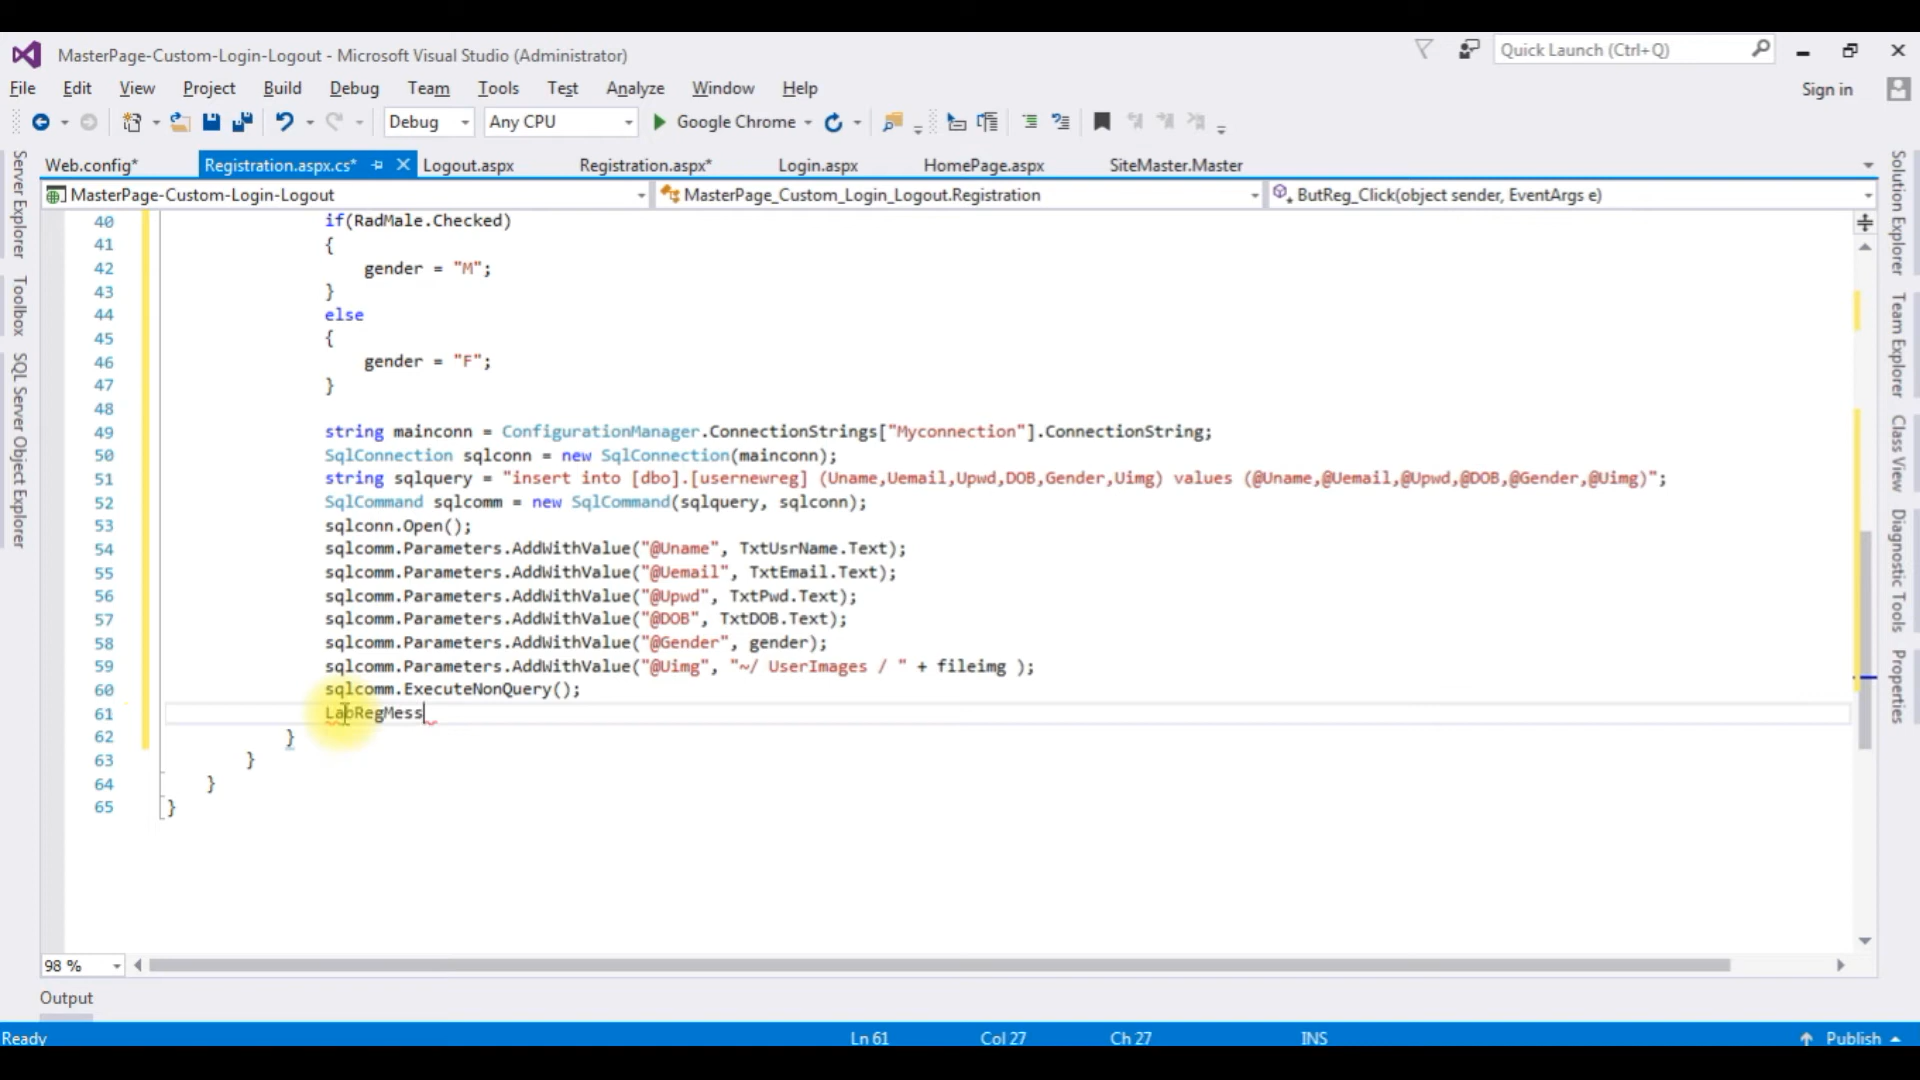 MasterPage-Custom-Login-Logout - Microsoft Visual Studio (Administrator)
Quick Launch (Ctrl+Q)
File Edit View Project Build Debug Team Tools Test Analyze Window Help
Sign in
Debug Any CPU Google Chrome
Web.config* Registration.aspx.cs* Logout.aspx Registration.aspx* Login.aspx HomePage.aspx SiteMaster.Master
MasterPage-Custom-Login-Logout MasterPage_Custom_Login_Logout.Registration ButReg_Click(object sender, EventArgs e)
Server Explorer
Toolbox
SQL Server Object Explorer
40 if(RadMale.Checked)
41 {
42 gender = "M";
43 }
44 else
45 {
46 gender = "F";
47 }
48
49 string mainconn = ConfigurationManager.ConnectionStrings["Myconnection"].ConnectionString;
50 SqlConnection sqlconn = new SqlConnection(mainconn);
51 string sqlquery = "insert into [dbo].[usernewreg] (Uname,Uemail,Upwd,DOB,Gender,Uimg) values (@Uname,@Uemail,@Upwd,@DOB,@Gender,@Uimg)";
52 SqlCommand sqlcomm = new SqlCommand(sqlquery, sqlconn);
53 sqlconn.Open();
54 sqlcomm.Parameters.AddWithValue("@Uname", TxtUsrName.Text);
55 sqlcomm.Parameters.AddWithValue("@Uemail", TxtEmail.Text);
56 sqlcomm.Parameters.AddWithValue("@Upwd", TxtPwd.Text);
57 sqlcomm.Parameters.AddWithValue("@DOB", TxtDOB.Text);
58 sqlcomm.Parameters.AddWithValue("@Gender", gender);
59 sqlcomm.Parameters.AddWithValue("@Uimg", "~/ UserImages / " + fileimg );
60 sqlcomm.ExecuteNonQuery();
61 LabRegMess
62 }
63 }
64 }
65 }
Solution Explorer
Team Explorer
Class View
Diagnostic Tools
Properties
98 %
Output
Ready Ln 61 Col 27 Ch 27 INS Publish